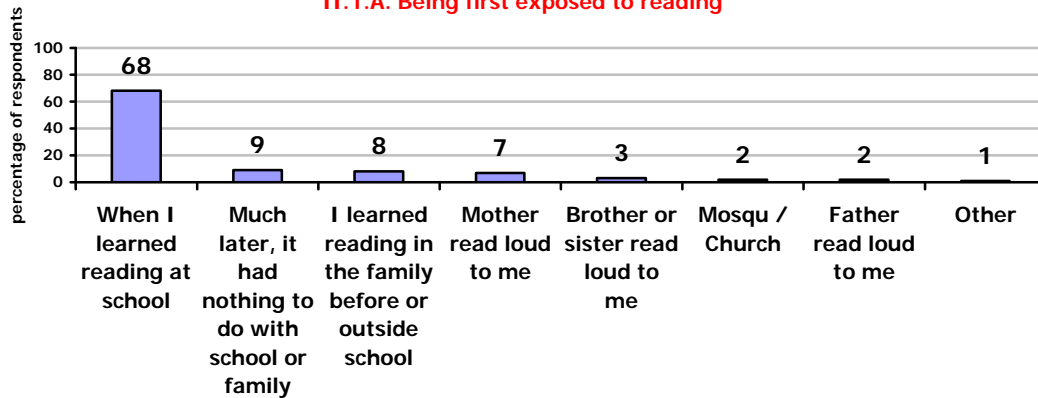 II.1.A. Being first exposed to reading
percentage of respondents
100
80
60
40
20
0
68
9
8
7
3
2
2
1
When I
learned
reading at
school
Much
later, it
had
nothing to
do with
school or
family
I learned
reading in
the family
before or
outside
school
Mother
read loud
to me
Brother or
sister read
loud to
me
Mosqu /
Church
Father
read loud
to me
Other